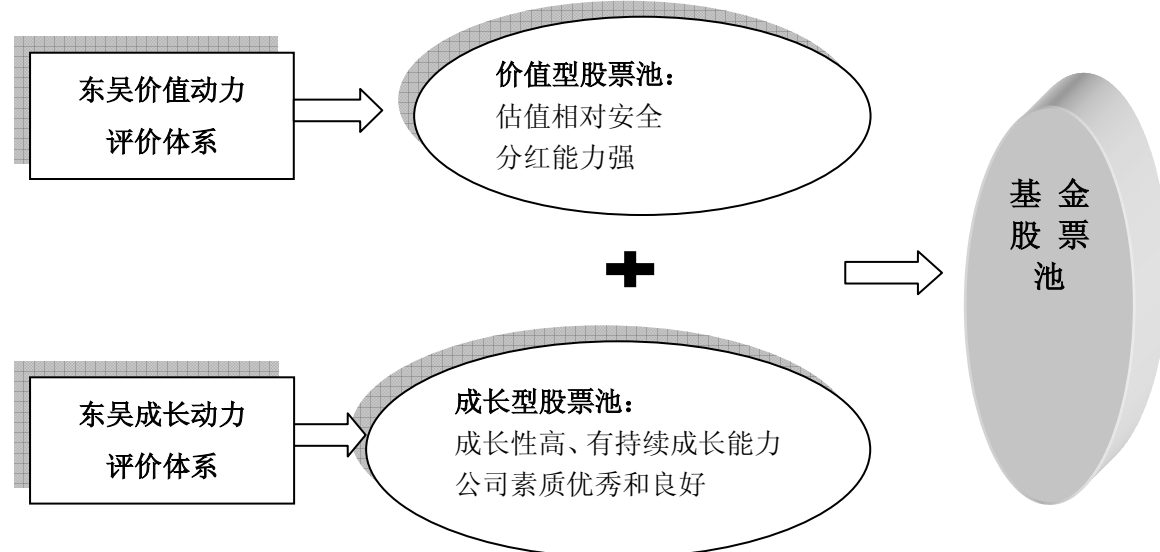 东吴价值动力
评价体系
价值型股票池：
估值相对安全
分红能力强
东吴成长动力
评价体系
成长型股票池：
成长性高、有持续成长能力
公司素质优秀和良好
基 金
股 票
池